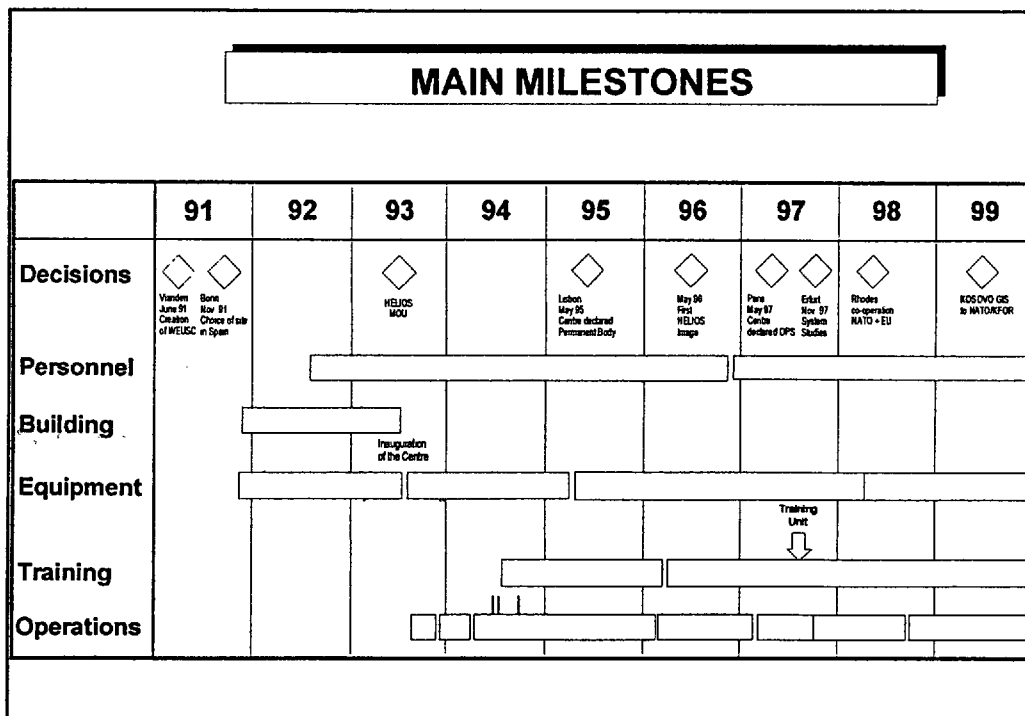 MAIN MILESTONES
91 92 93 94 95 96 97 98 99
Decisions
Vianden
June 91
Creation
of WEUSC
Bonn
Nov 91
Choice of site
in Spain
HELIOS
MOU
Lisbon
May 95
Centre declared
Permanent Body
May 96
First
HELIOS
Image
Paris
May 97
Centre
declared OPS
Erfurt
Nov 97
System
Studies
Rhodes
co-operation
NATO + EU
KOSOVO GIS
to NATO/KFOR
Personnel
Building
Inauguration
of the Centre
Equipment
Training
Unit
Training
Operations